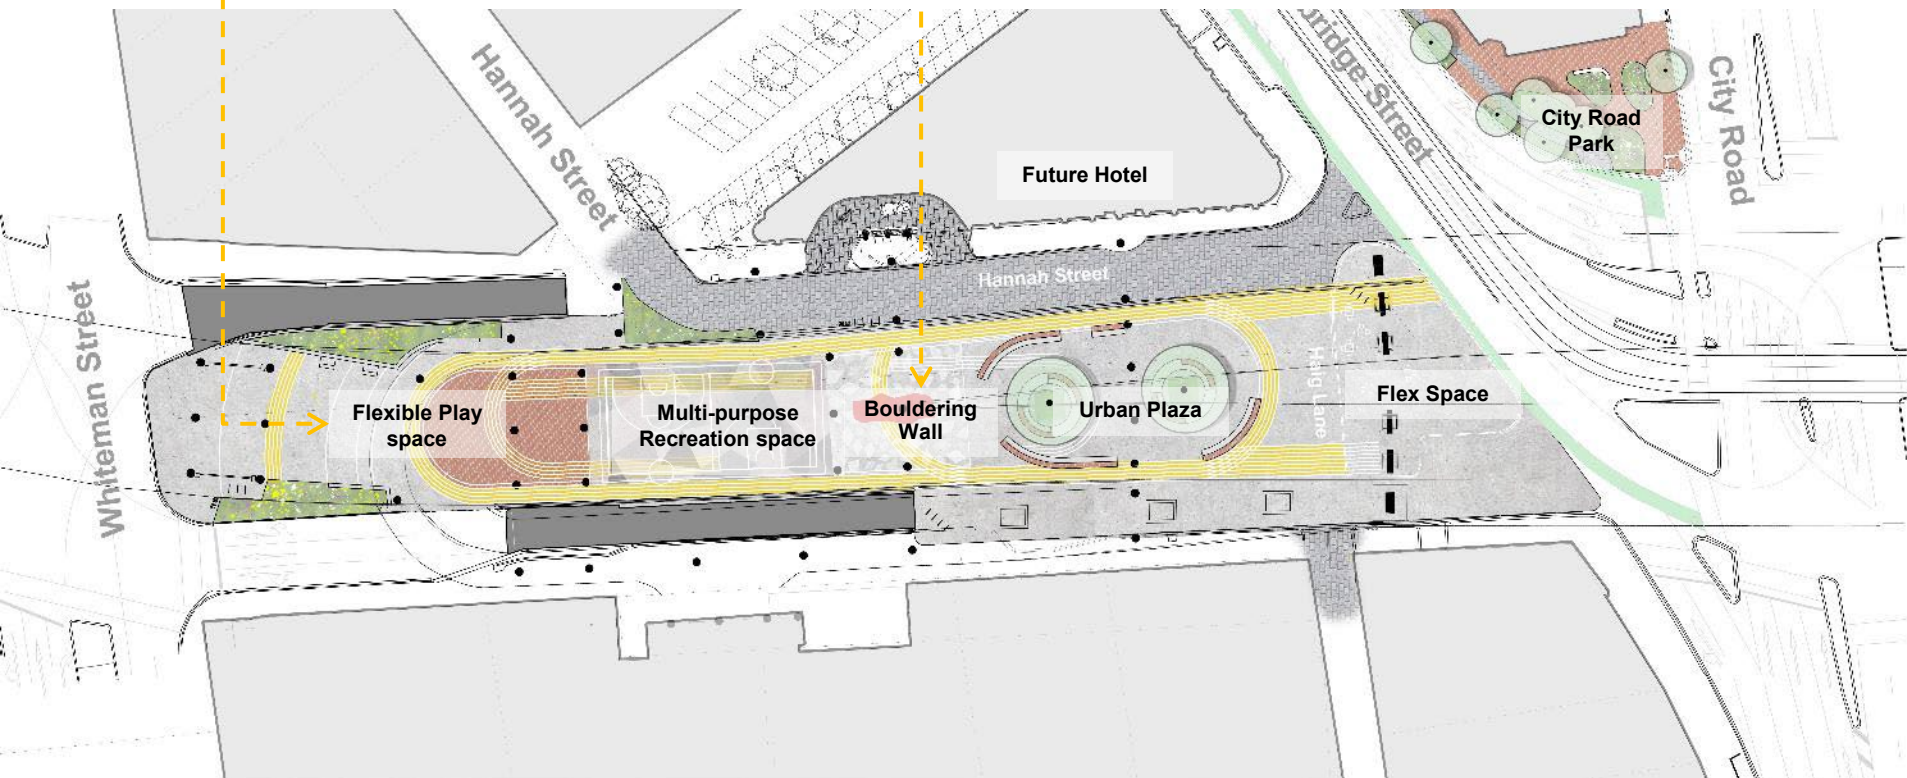 Hannah Street
bridge Street
City Road
City Road
Park
Future Hotel
Whiteman Street
Hannah Street
Haig Lane
Flexible Play
space
Multi-purpose
Recreation space
Bouldering
Wall
Urban Plaza
Flex Space